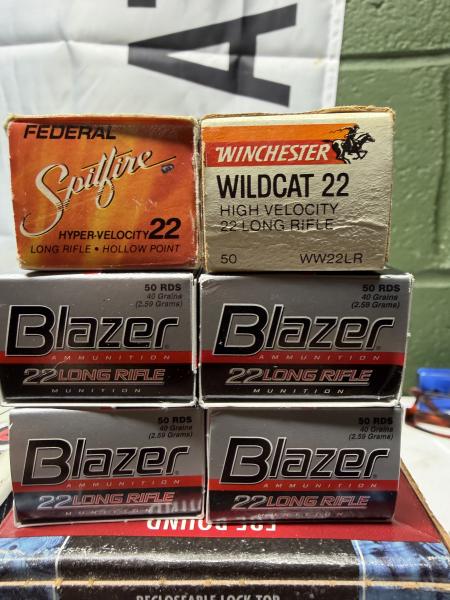 A
FEDERAL
Spitfire
HYPER-VELOCITY 22
LONG RIFLE • HOLLOW POINT
WINCHESTER
WILDCAT 22
HIGH VELOCITY
22 LONG RIFLE
50 WW22LR
50 RDS
40 Grains
(2.59 Grams)
Blazer
AMMUNITION
22 LONG RIFLE
MUNITION
50 RDS
40 Grains
(2.59 Grams)
Blazer
AMMUNITION
22 LONG RIFLE
MUNITION
50 RDS
40 Grains
(2.59 Grams)
Blazer
AMMUNITION
22 LONG RIFLE
MUNITION
50 RDS
40 Grains
(2.59 Grams)
Blazer
AMMUNITION
22 LONG RIFLE
MUNITION
ROUND
RECLOSEABLE LOCK TOP